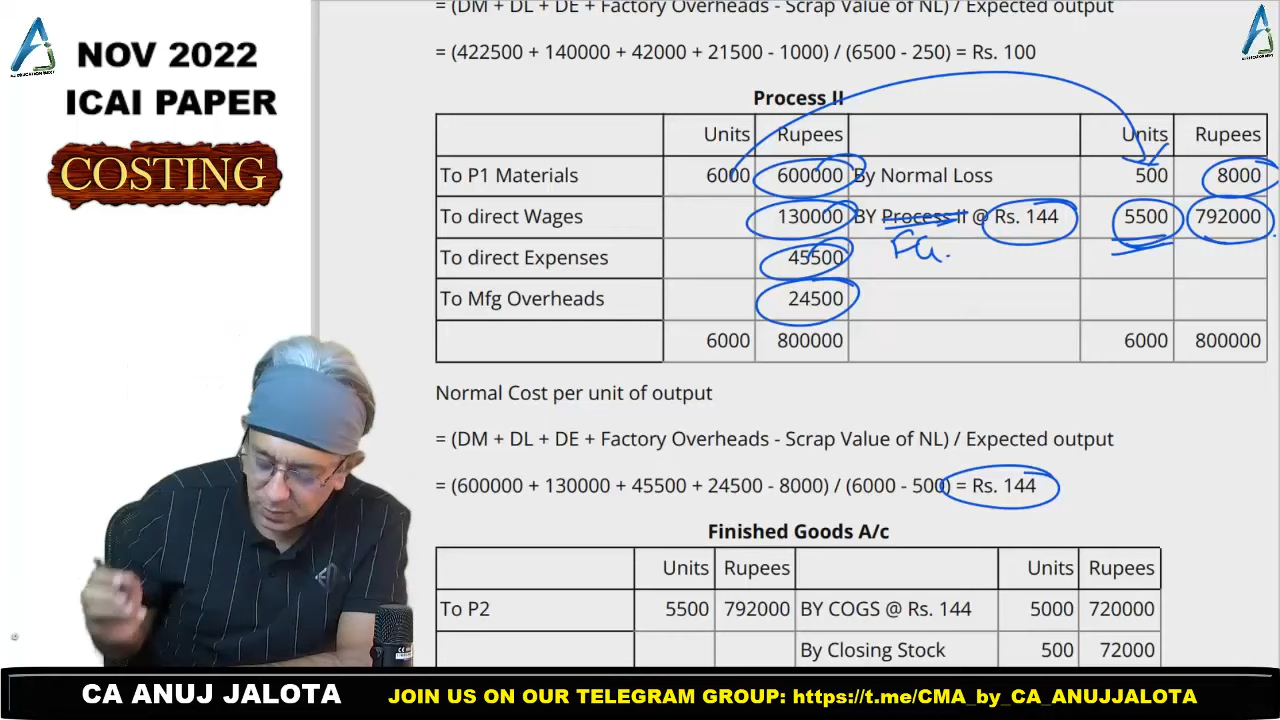 NOV 2022
ICAI PAPER
COSTING
= (DM + DL + DE + Factory Overheads - Scrap Value of NL) / Expected output
= (422500 + 140000 + 42000 + 21500 - 1000) / (6500 - 250) = Rs. 100
Process II
Units Rupees Units Rupees
To P1 Materials 6000 600000 By Normal Loss 500 8000
To direct Wages 130000 BY Process II @ Rs. 144 5500 792000
FG.
To direct Expenses 45500
To Mfg Overheads 24500
6000 800000 6000 800000
Normal Cost per unit of output
= (DM + DL + DE + Factory Overheads - Scrap Value of NL) / Expected output
= (600000 + 130000 + 45500 + 24500 - 8000) / (6000 - 500) = Rs. 144
Finished Goods A/c
Units Rupees Units Rupees
To P2 5500 792000 BY COGS @ Rs. 144 5000 720000
By Closing Stock 500 72000
CA ANUJ JALOTA JOIN US ON OUR TELEGRAM GROUP: https://t.me/CMA_by_CA_ANUJJALOTA